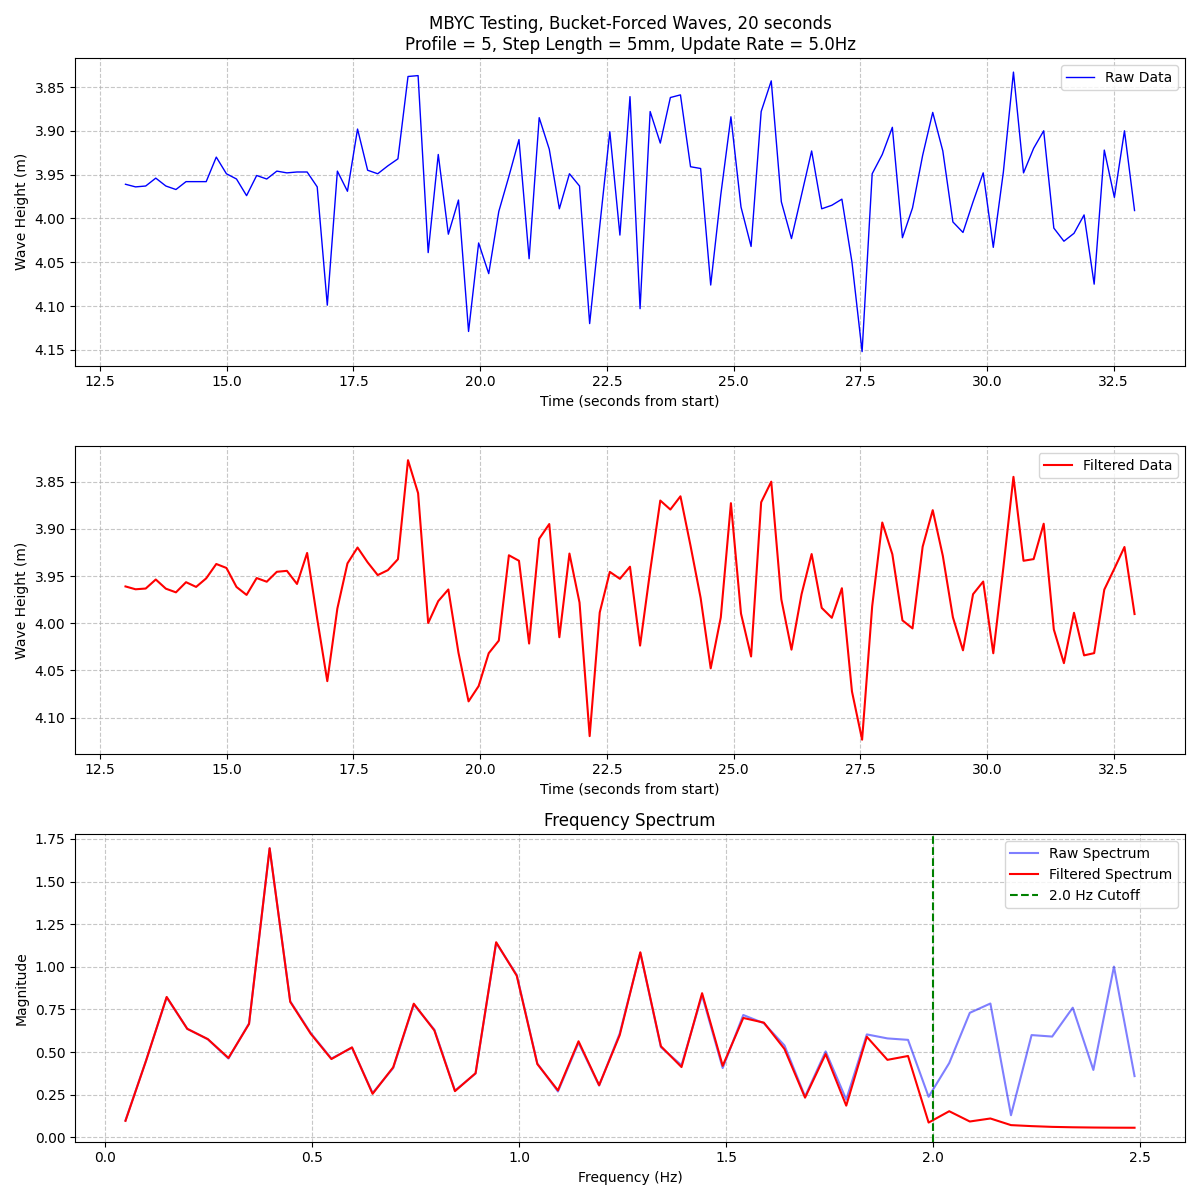 MBYC Testing, Bucket-Forced Waves, 20 seconds
Profile = 5, Step Length = 5mm, Update Rate = 5.0Hz
Raw Data
Wave Height (m)
3.85
3.90
3.95
4.00
4.05
4.10
4.15
12.5 15.0 17.5 20.0 22.5 25.0 27.5 30.0 32.5
Time (seconds from start)
Filtered Data
Wave Height (m)
3.85
3.90
3.95
4.00
4.05
4.10
12.5 15.0 17.5 20.0 22.5 25.0 27.5 30.0 32.5
Time (seconds from start)
Frequency Spectrum
Raw Spectrum
Filtered Spectrum
2.0 Hz Cutoff
Magnitude
1.75
1.50
1.25
1.00
0.75
0.50
0.25
0.00
0.0 0.5 1.0 1.5 2.0 2.5
Frequency (Hz)